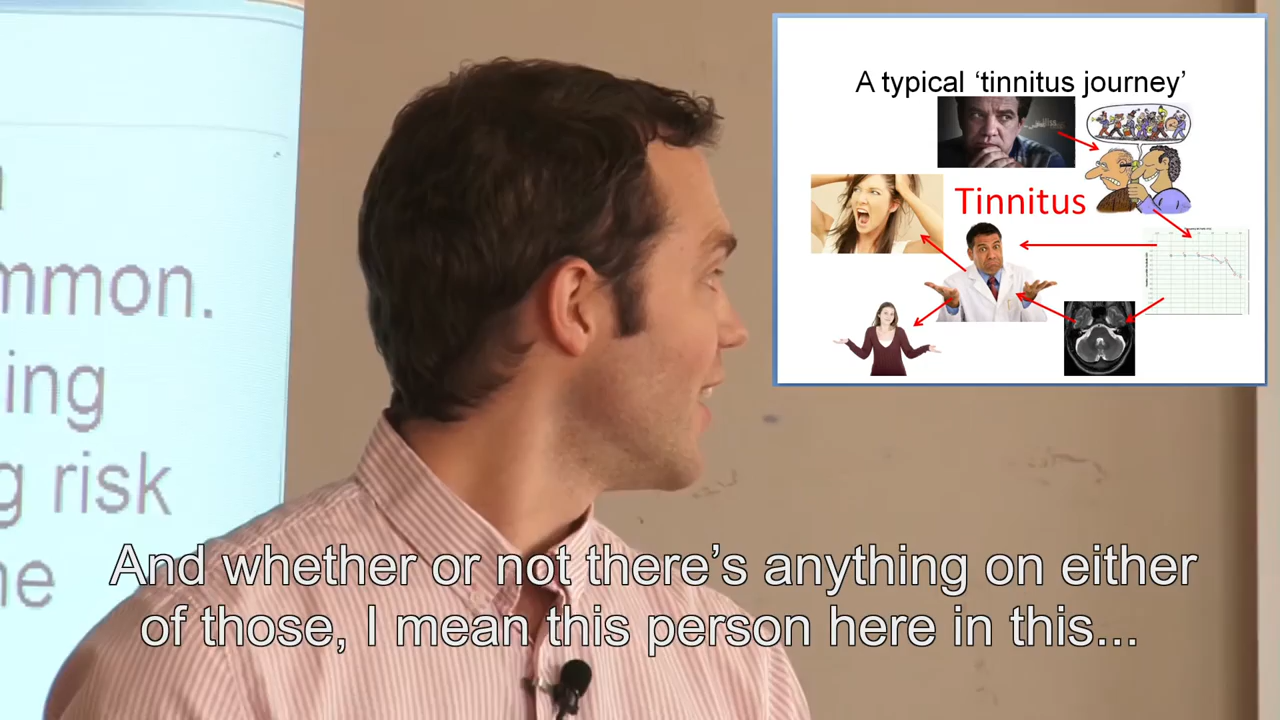 A typical ‘tinnitus journey’
Tinnitus
mmon.
ing
risk
And whether or not there’s anything on either
of those, I mean this person here in this...